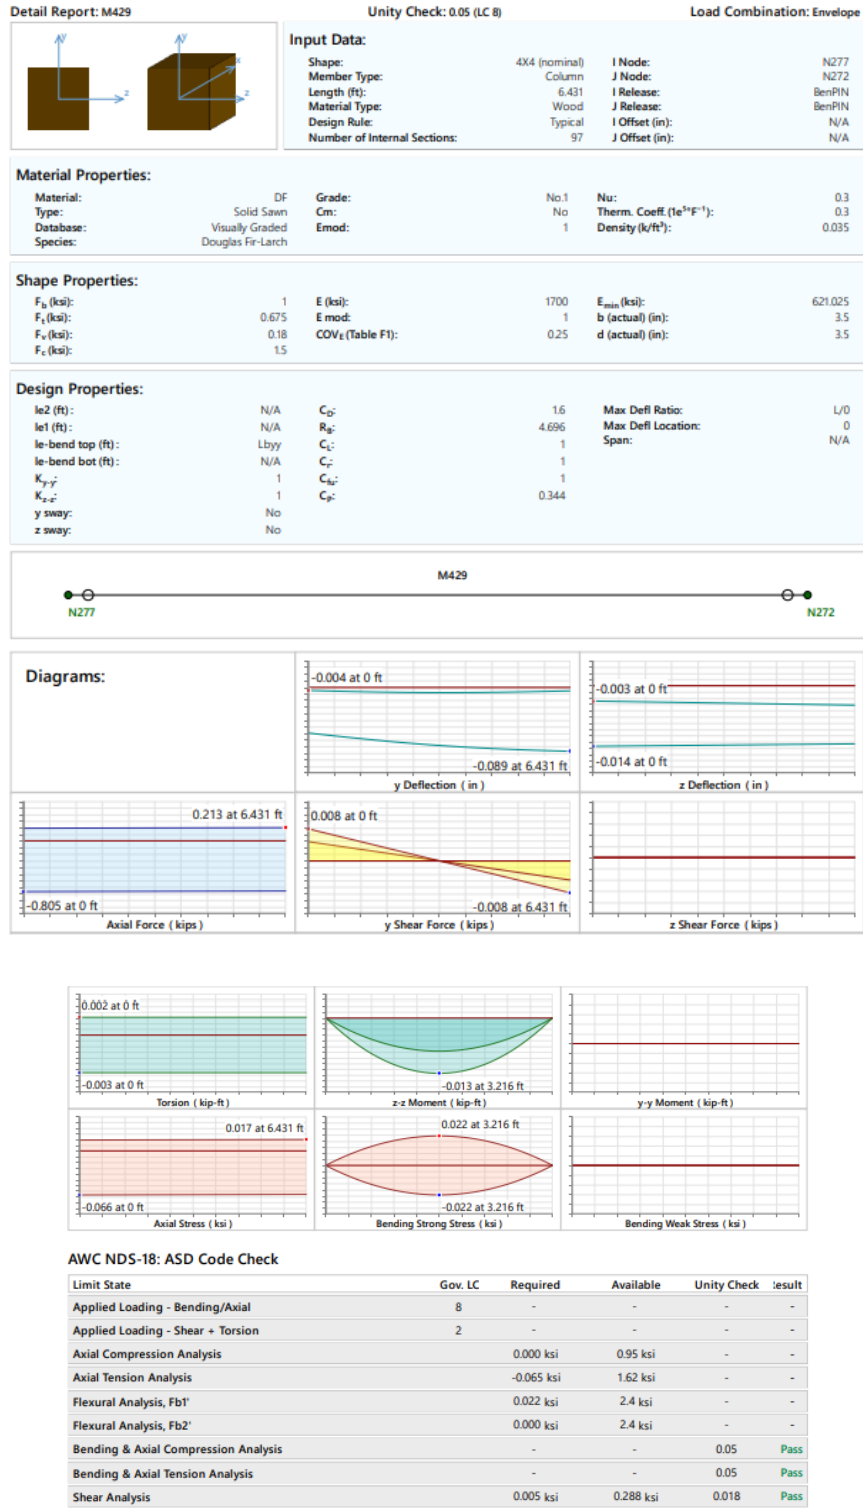 Detail Report: M429 Unity Check: 0.05 (LC 8) Load Combination: Envelope
y z
y x z
Input Data:
Shape: 4X4 (nominal) I Node: N277
Member Type: Column J Node: N272
Length (ft): 6.431 I Release: BenPIN
Material Type: Wood J Release: BenPIN
Design Rule: Typical I Offset (in): N/A
Number of Internal Sections: 97 J Offset (in): N/A
Material Properties:
Material: DF Grade: No.1 Nu: 0.3
Type: Solid Sawn Cm: No Therm. Coeff. (1e⁵°F⁻¹): 0.3
Database: Visually Graded Emod: 1 Density (k/ft³): 0.035
Species: Douglas Fir-Larch
Shape Properties:
F_b (ksi): 1 E (ksi): 1700 E_min (ksi): 621.025
F_t (ksi): 0.675 E mod: 1 b (actual) (in): 3.5
F_v (ksi): 0.18 COV_E (Table F1): 0.25 d (actual) (in): 3.5
F_c (ksi): 1.5
Design Properties:
le2 (ft): N/A C_D: 1.6 Max Defl Ratio: L/0
le1 (ft): N/A R_B: 4.696 Max Defl Location: 0
le-bend top (ft): Lbyy C_L: 1 Span: N/A
le-bend bot (ft): N/A C_r: 1
K_y-y: 1 C_fu: 1
K_z-z: 1 C_P: 0.344
y sway: No
z sway: No
M429
N277 N272
Diagrams:
-0.004 at 0 ft
-0.089 at 6.431 ft
y Deflection ( in )
-0.003 at 0 ft
-0.014 at 0 ft
z Deflection ( in )
0.213 at 6.431 ft
-0.805 at 0 ft
Axial Force ( kips )
0.008 at 0 ft
-0.008 at 6.431 ft
y Shear Force ( kips )
z Shear Force ( kips )
0.002 at 0 ft
-0.003 at 0 ft
Torsion ( kip-ft )
-0.013 at 3.216 ft
z-z Moment ( kip-ft )
y-y Moment ( kip-ft )
0.017 at 6.431 ft
-0.066 at 0 ft
Axial Stress ( ksi )
0.022 at 3.216 ft
-0.022 at 3.216 ft
Bending Strong Stress ( ksi )
Bending Weak Stress ( ksi )
AWC NDS-18: ASD Code Check
Limit State Gov. LC Required Available Unity Check esult
Applied Loading - Bending/Axial 8 - - - -
Applied Loading - Shear + Torsion 2 - - - -
Axial Compression Analysis 0.000 ksi 0.95 ksi - -
Axial Tension Analysis -0.065 ksi 1.62 ksi - -
Flexural Analysis, Fb1' 0.022 ksi 2.4 ksi - -
Flexural Analysis, Fb2' 0.000 ksi 2.4 ksi - -
Bending & Axial Compression Analysis - - 0.05 Pass
Bending & Axial Tension Analysis - - 0.05 Pass
Shear Analysis 0.005 ksi 0.288 ksi 0.018 Pass